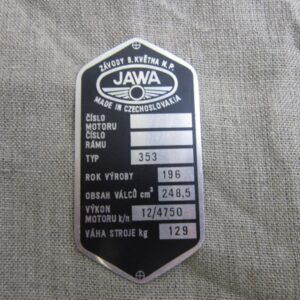 ZÁVODY 9. KVĚTNA N.P.
JAWA
MADE IN CZECHOSLOVAKIA
ČÍSLO
MOTORU
ČÍSLO
RÁMU
TYP 353
ROK VÝROBY 196
OBSAH VÁLCŮ cm³ 248,5
VÝKON
MOTORU k/n 12/4750
VÁHA STROJE kg 129